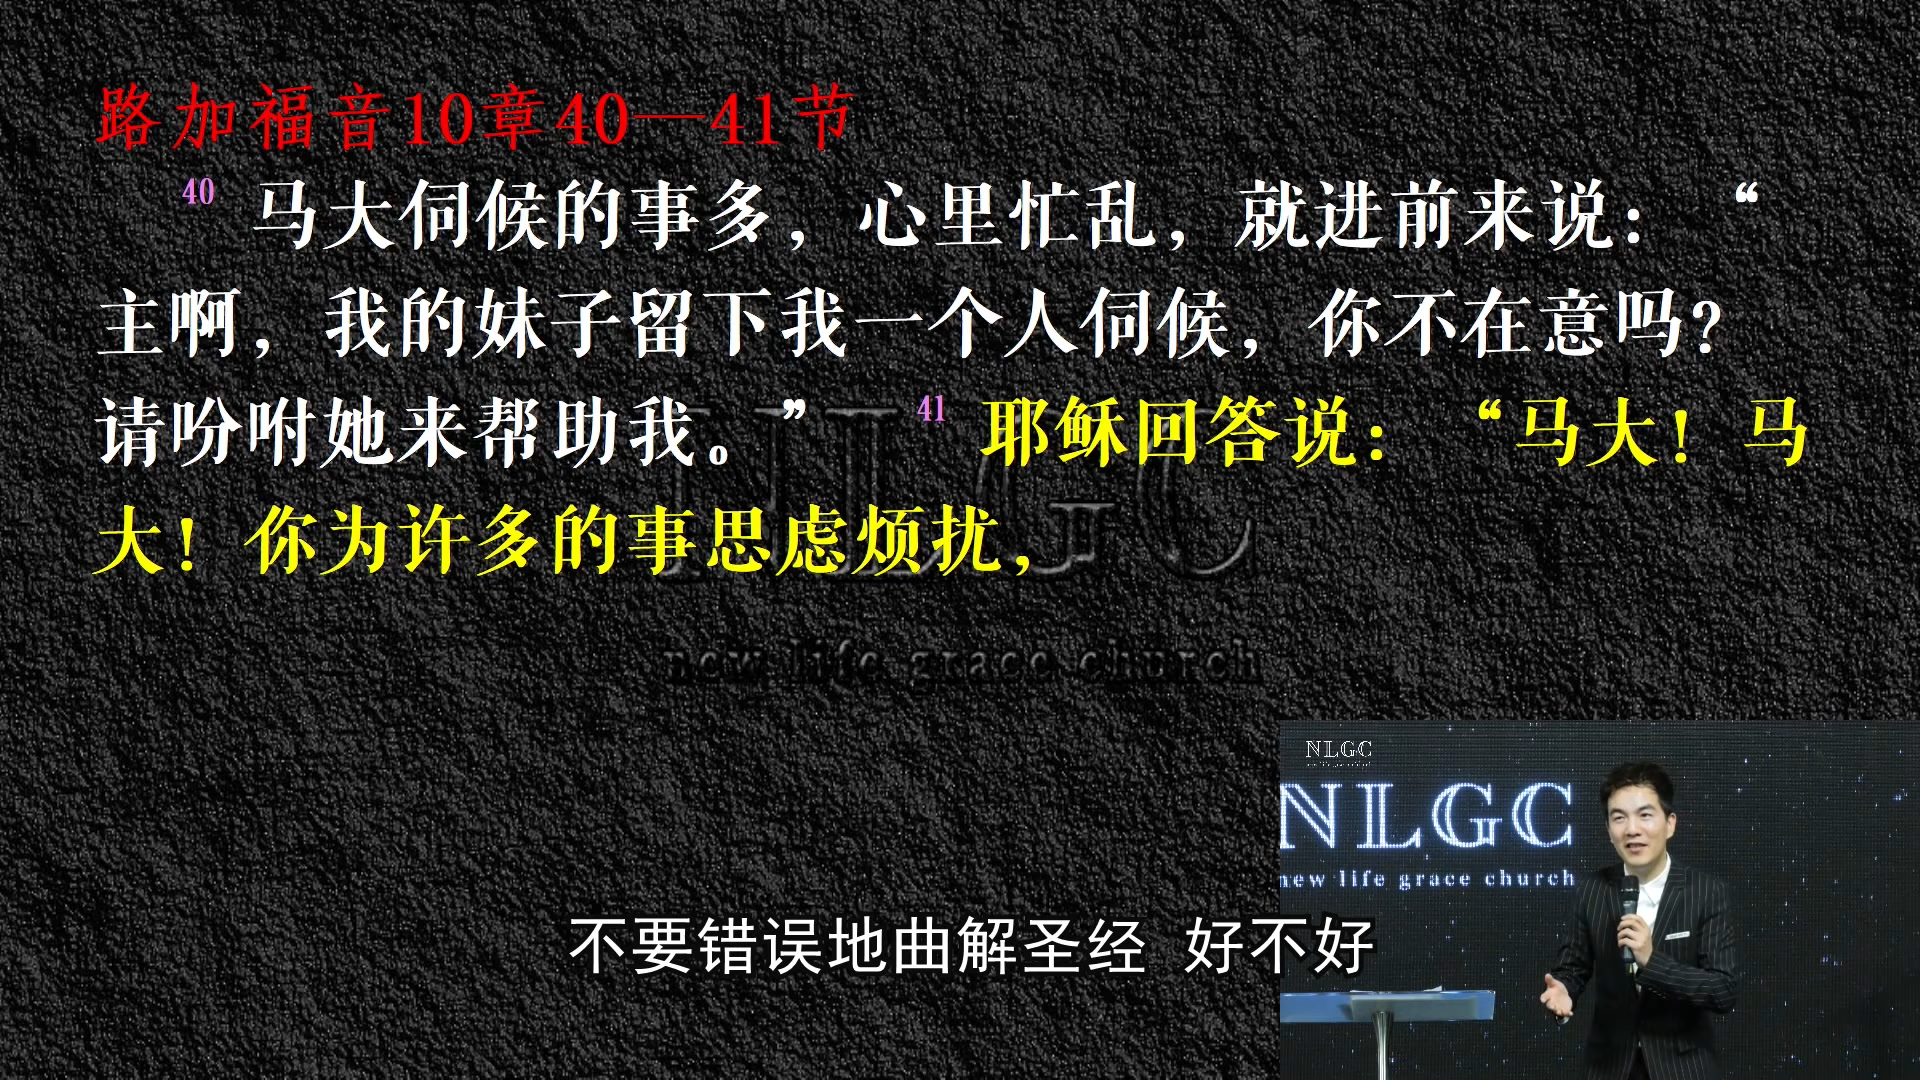 路加福音10章40—41节
40 马大伺候的事多，心里忙乱，就进前来说：“
主啊，我的妹子留下我一个人伺候，你不在意吗？
请吩咐她来帮助我。” 41 耶稣回答说：“马大！马
大！你为许多的事思虑烦扰，
NLGC
new life grace church
NLGC
NLGC
new life grace church
不要错误地曲解圣经 好不好